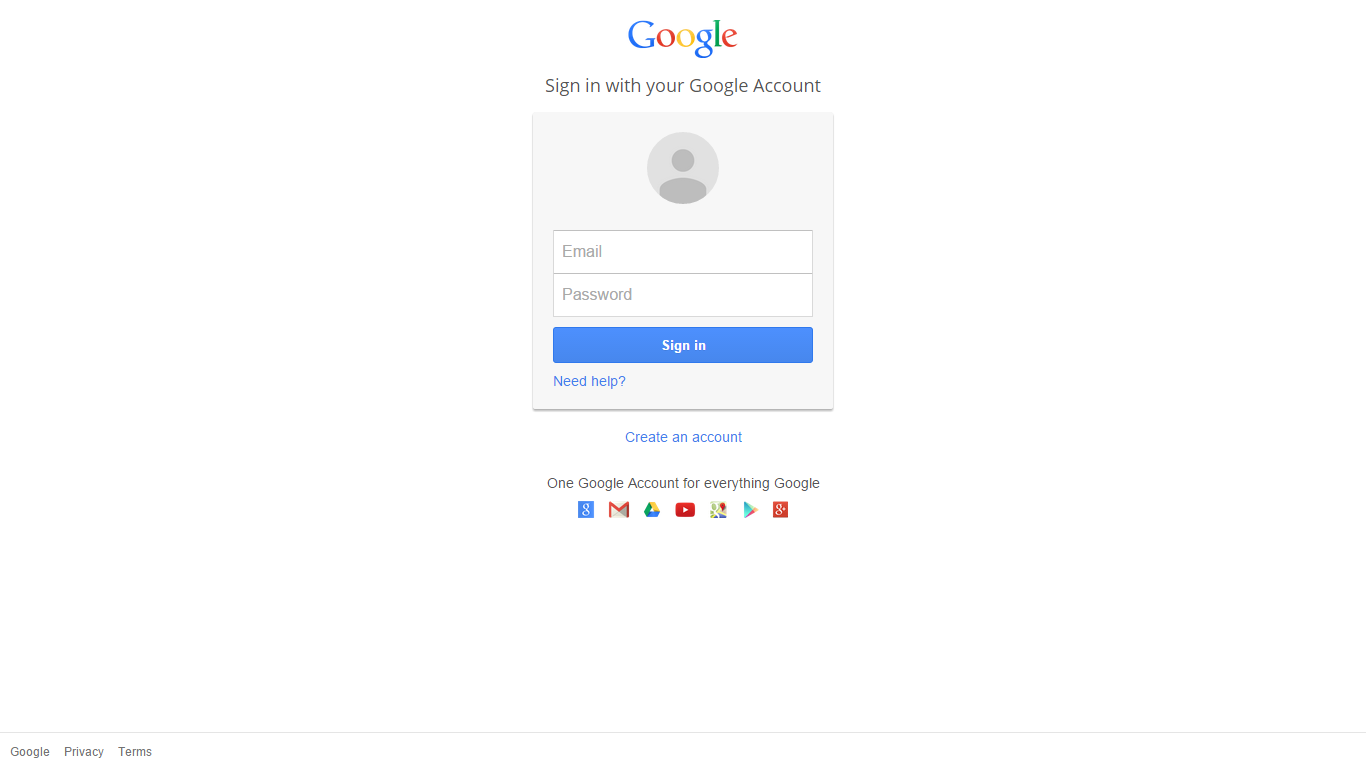 Google
Sign in with your Google Account
Email
Password
Sign in
Need help?
Create an account
One Google Account for everything Google
Google Privacy Terms